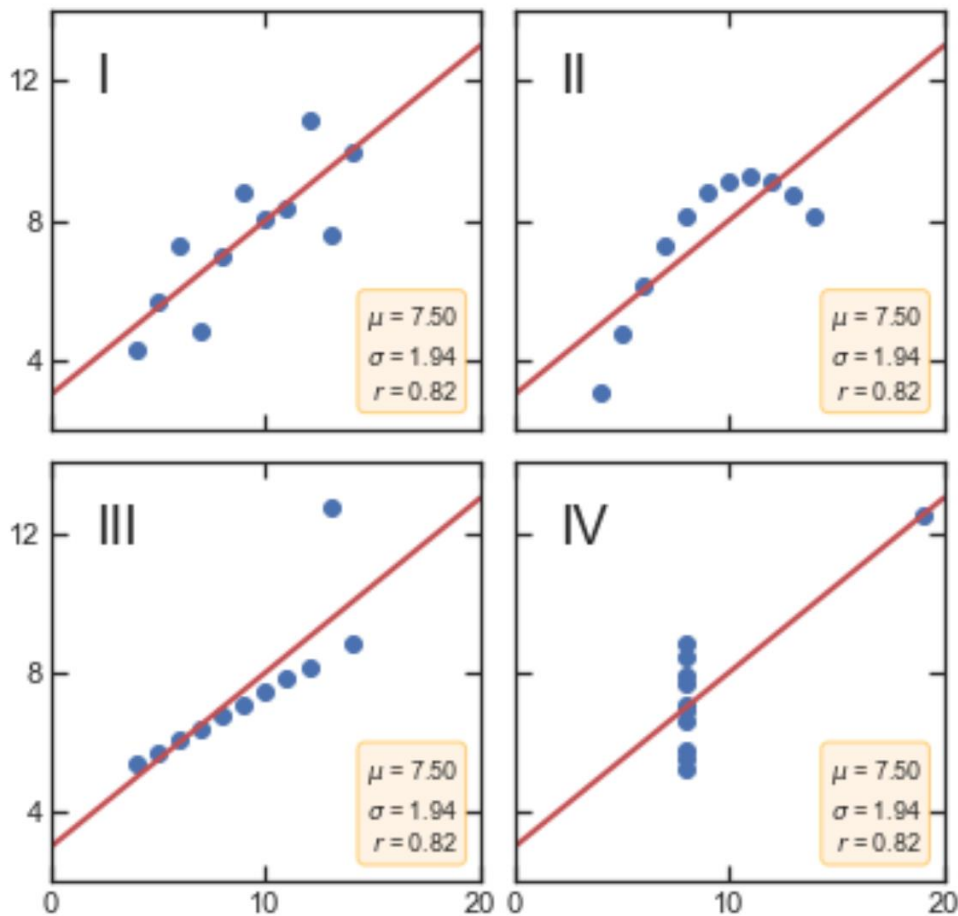 I
II
12
8
4
μ = 7.50
σ = 1.94
r = 0.82
μ = 7.50
σ = 1.94
r = 0.82
III
IV
12
8
4
μ = 7.50
σ = 1.94
r = 0.82
μ = 7.50
σ = 1.94
r = 0.82
0 10 20 0 10 20